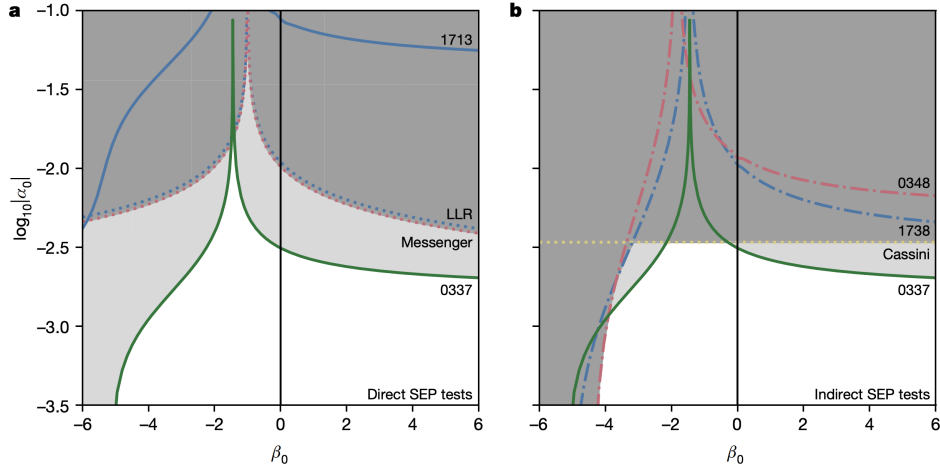 a
b
−1.0
−1.5
−2.0
−2.5
−3.0
−3.5
log₁₀|α₀|
1713
LLR
Messenger
0337
Direct SEP tests
−6 −4 −2 0 2 4 6
β₀
0348
1738
Cassini
0337
Indirect SEP tests
−6 −4 −2 0 2 4 6
β₀